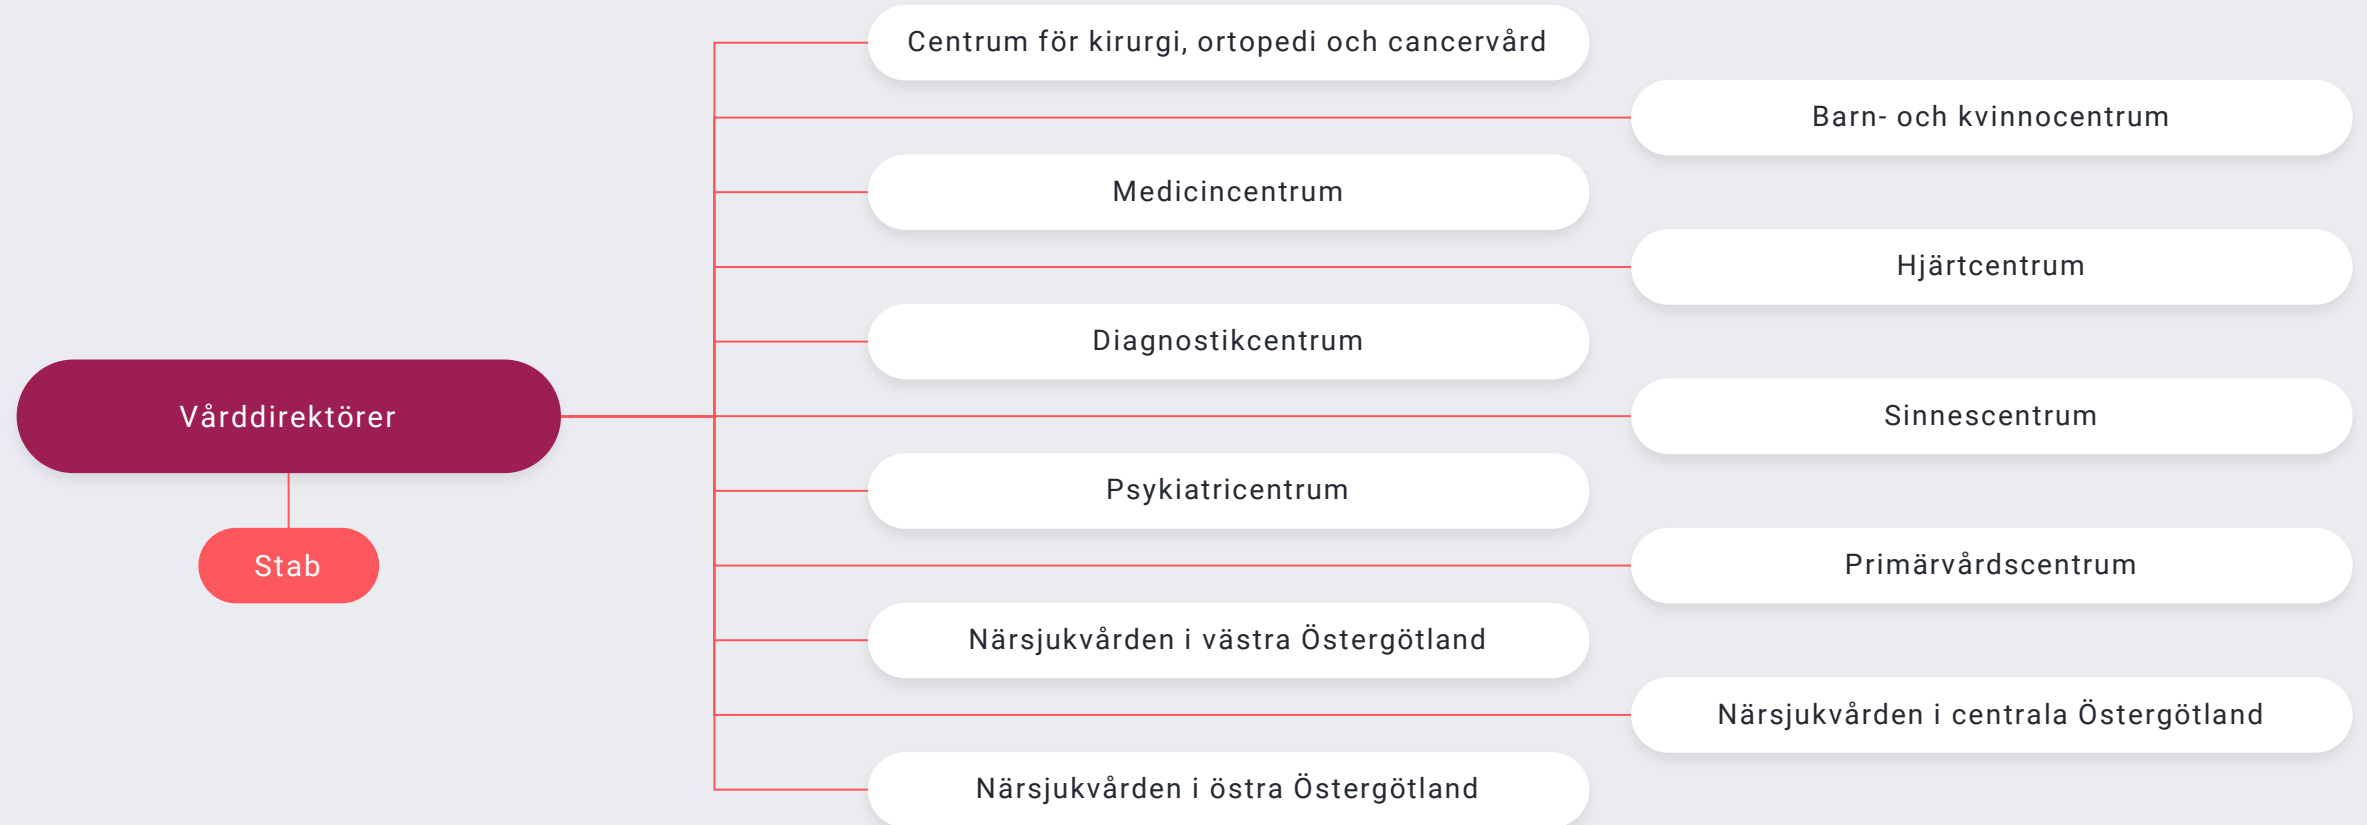 Centrum för kirurgi, ortopedi och cancervård
Barn- och kvinnocentrum
Medicincentrum
Hjärtcentrum
Diagnostikcentrum
Vårddirektörer
Sinnescentrum
Psykiatricentrum
Stab
Primärvårdscentrum
Närsjukvården i västra Östergötland
Närsjukvården i centrala Östergötland
Närsjukvården i östra Östergötland